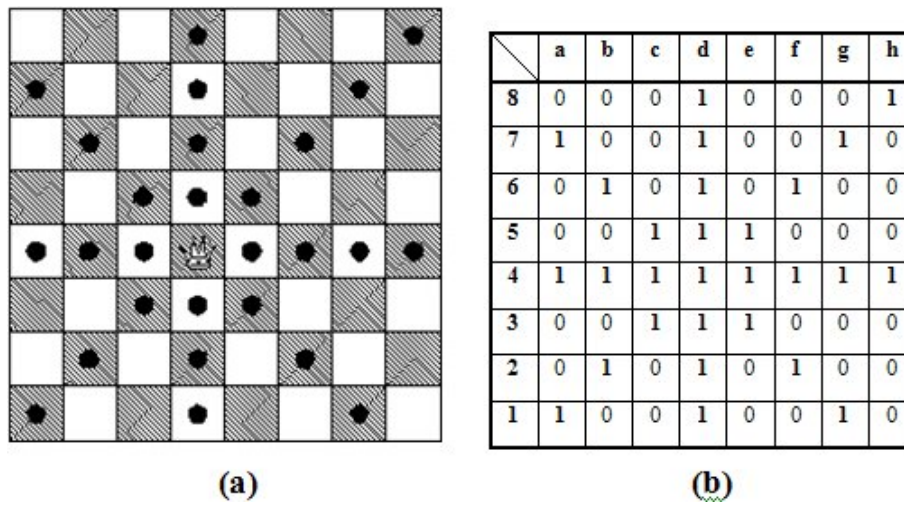 a b c d e f g h
8 0 0 0 1 0 0 0 1
7 1 0 0 1 0 0 1 0
6 0 1 0 1 0 1 0 0
5 0 0 1 1 1 0 0 0
4 1 1 1 1 1 1 1 1
3 0 0 1 1 1 0 0 0
2 0 1 0 1 0 1 0 0
1 1 0 0 1 0 0 1 0
(a) (b)